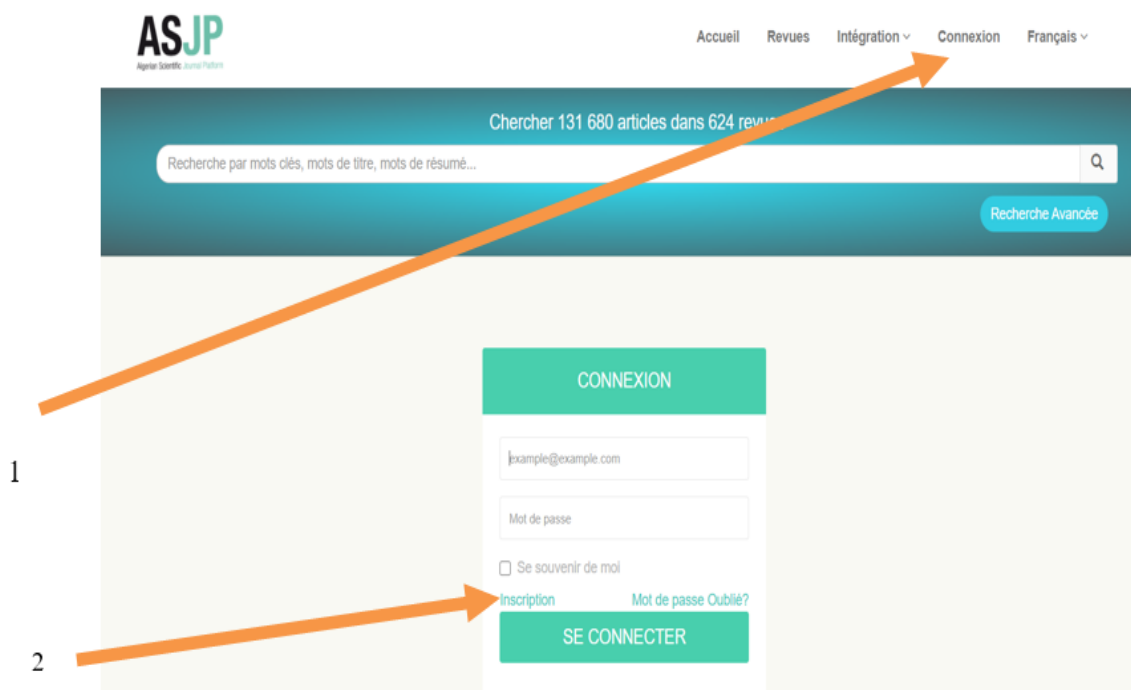 ASJP
Algerian Scientific Journal Platform
Accueil Revues Intégration Connexion Français
Chercher 131 680 articles dans 624
Recherche par mots clés, mots de titre, mots de résumé...
Recherche Avancée
CONNEXION
example@example.com
1
Mot de passe
Se souvenir de moi
Inscription Mot de passe Oublié?
SE CONNECTER
2